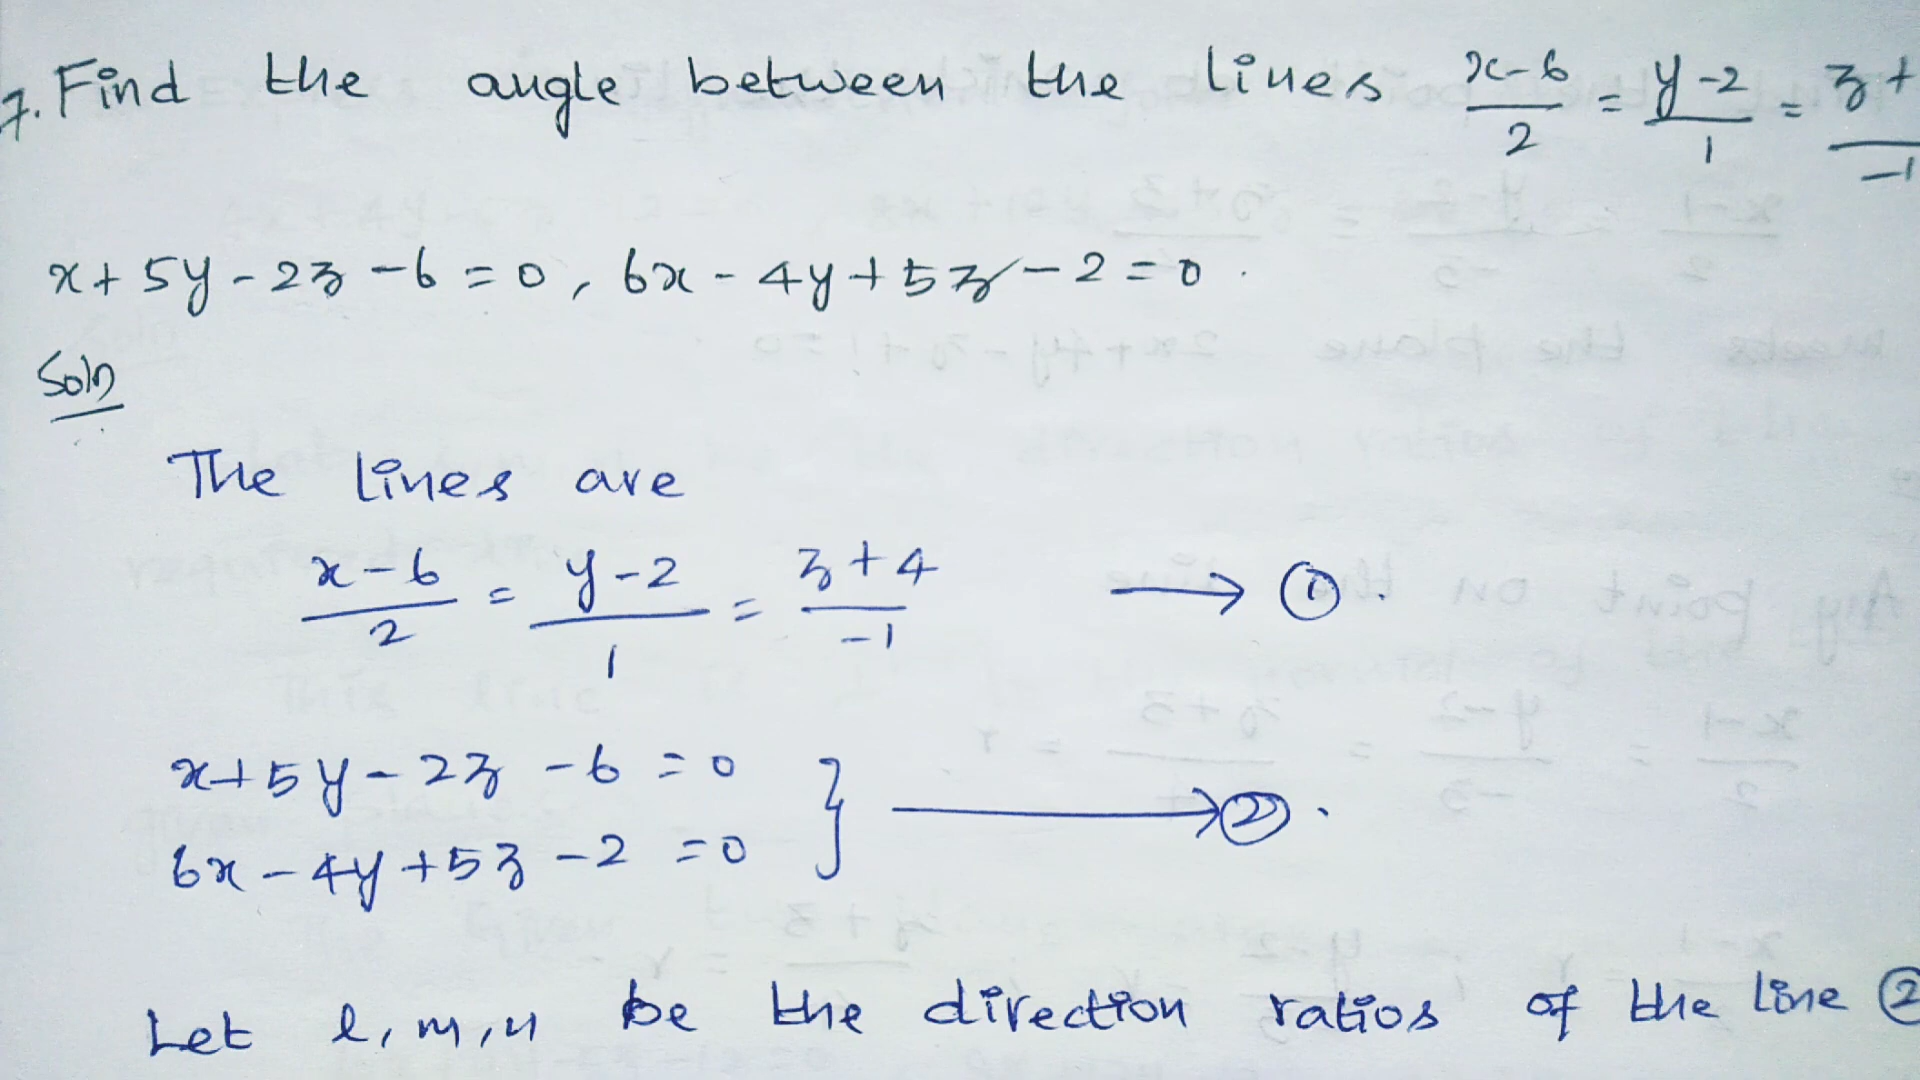 7. Find the angle between the lines x-6/2 = y-2/1 = z+/-1
x+5y-2z-6=0, 6x-4y+5z-2=0.
Soln
The lines are
x-6/2 = y-2/1 = z+4/-1 → ①.
x+5y-2z-6=0
6x-4y+5z-2=0 } → ②.
Let l,m,n be the direction ratios of the line ②